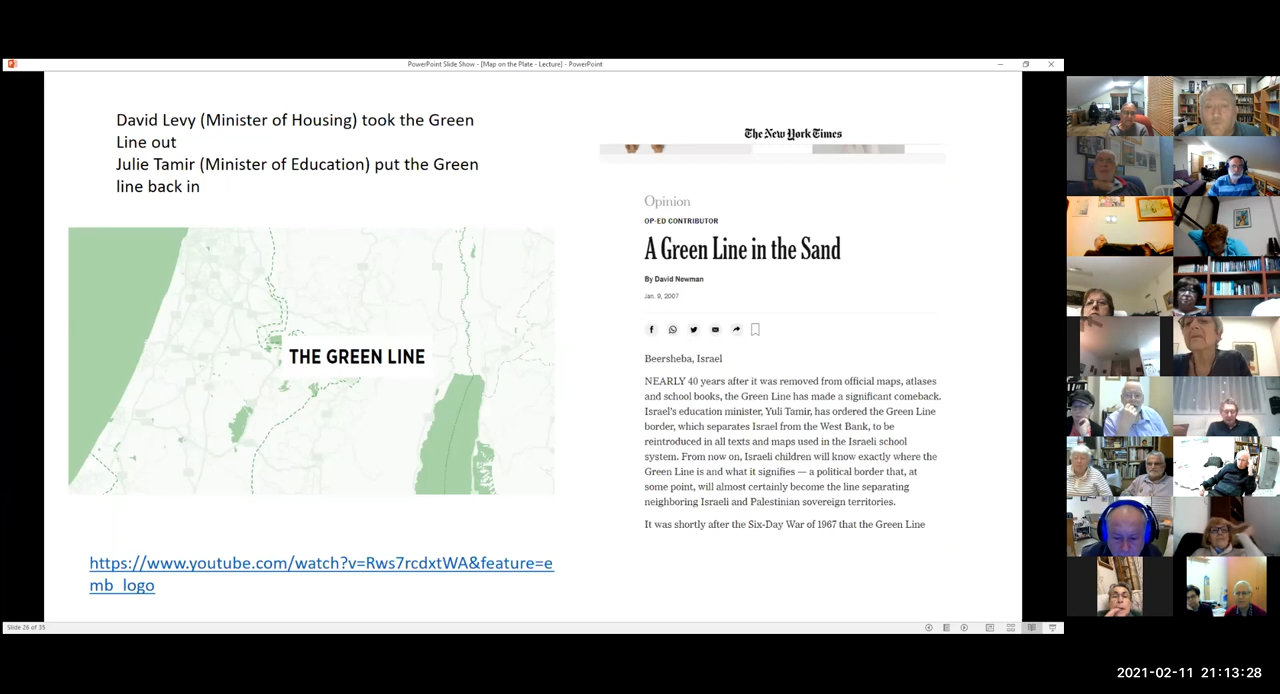 PowerPoint Slide Show - [Map on the Plate - Lecture] - PowerPoint
David Levy (Minister of Housing) took the Green
Line out
Julie Tamir (Minister of Education) put the Green
line back in
THE GREEN LINE
https://www.youtube.com/watch?v=Rws7rcdxtWA&feature=e
mb_logo
The New York Times
Opinion
OP-ED CONTRIBUTOR
A Green Line in the Sand
By David Newman
Jan. 9, 2007
Beersheba, Israel
NEARLY 40 years after it was removed from official maps, atlases
and school books, the Green Line has made a significant comeback.
Israel's education minister, Yuli Tamir, has ordered the Green Line
border, which separates Israel from the West Bank, to be
reintroduced in all texts and maps used in the Israeli school
system. From now on, Israeli children will know exactly where the
Green Line is and what it signifies — a political border that, at
some point, will almost certainly become the line separating
neighboring Israeli and Palestinian sovereign territories.
It was shortly after the Six-Day War of 1967 that the Green Line
Slide 26 of 35
2021-02-11 21:13:28